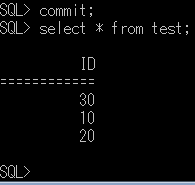 SQL> commit;
SQL> select * from test;
ID
============
30
10
20
SQL>